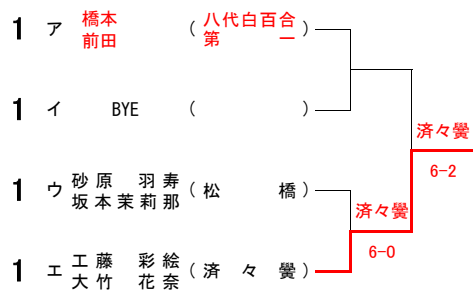 1 ア 橋本 ( 八代白百合 )
前田 第一
1 イ BYE ( )
済々黌
6-2
1 ウ 砂原 羽寿 ( 松橋 )
坂本茉莉那
済々黌
6-0
1 エ 工藤 彩絵 ( 済々黌 )
大竹 花奈